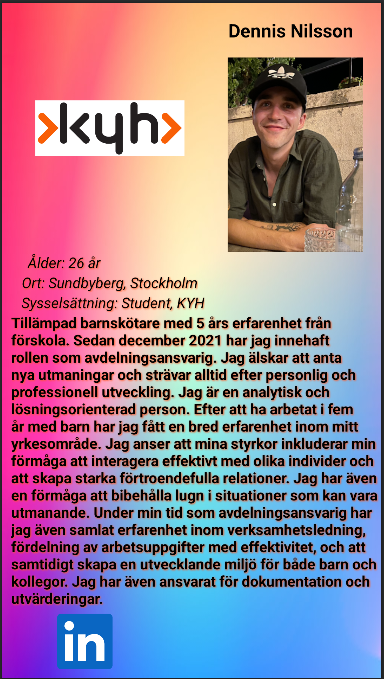 Dennis Nilsson
kyh
Ålder: 26 år
Ort: Sundbyberg, Stockholm
Sysselsättning: Student, KYH
Tillämpad barnskötare med 5 års erfarenhet från
förskola. Sedan december 2021 har jag innehaft
rollen som avdelningsansvarig. Jag älskar att anta
nya utmaningar och strävar alltid efter personlig och
professionell utveckling. Jag är en analytisk och
lösningsorienterad person. Efter att ha arbetat i fem
år med barn har jag fått en bred erfarenhet inom mitt
yrkesområde. Jag anser att mina styrkor inkluderar min
förmåga att interagera effektivt med olika individer och
att skapa starka förtroendefulla relationer. Jag har även
en förmåga att bibehålla lugn i situationer som kan vara
utmanande. Under min tid som avdelningsansvarig har
jag även samlat erfarenhet inom verksamhetsledning,
fördelning av arbetsuppgifter med effektivitet, och att
samtidigt skapa en utvecklande miljö för både barn och
kollegor. Jag har även ansvarat för dokumentation och
utvärderingar.
in